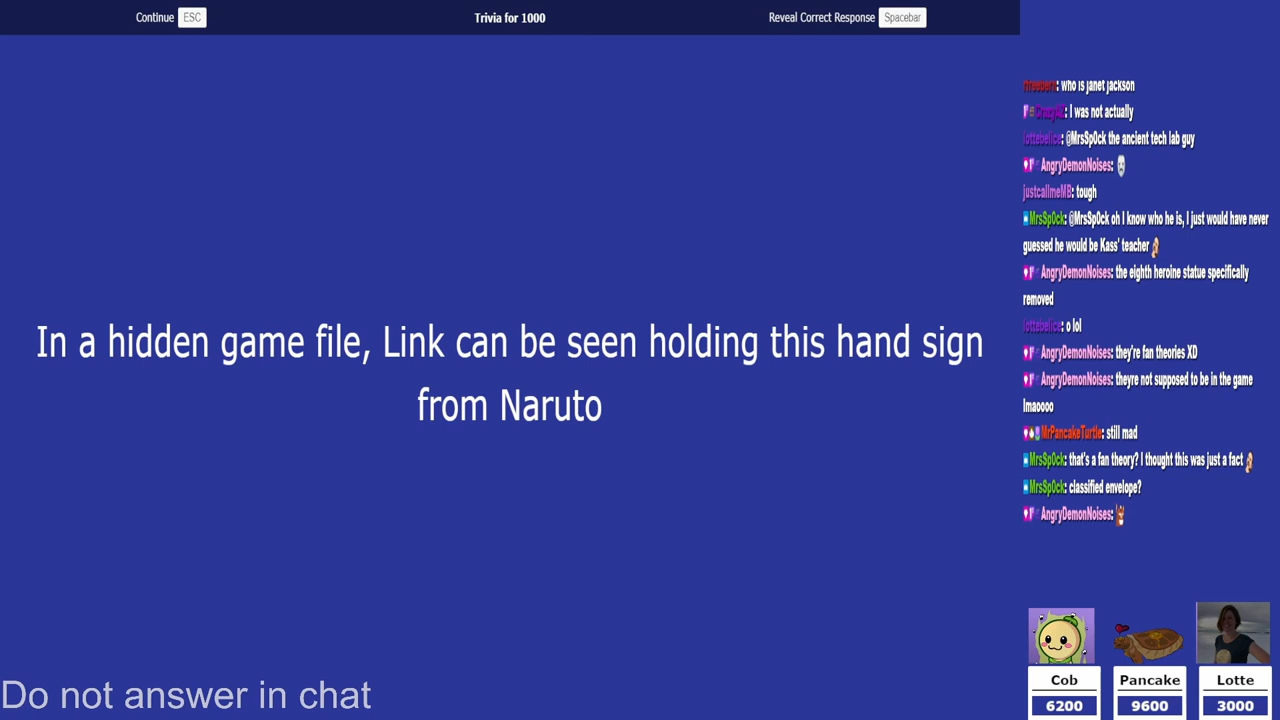 Continue ESC
Trivia for 1000
Reveal Correct Response Spacebar
In a hidden game file, Link can be seen holding this hand sign
from Naruto
Do not answer in chat
: who is janet jackson
: I was not actually
lottebelice: @MrsSp0ck the ancient tech lab guy
AngryDemonNoises:
justcallmeMB: tough
MrsSp0ck: @MrsSp0ck oh I know who he is, I just would have never
guessed he would be Kass' teacher
AngryDemonNoises: the eighth heroine statue specifically
removed
lottebelice: o lol
AngryDemonNoises: they're fan theories XD
AngryDemonNoises: theyre not supposed to be in the game
lmaoooo
MrPancakeTurtle: still mad
MrsSp0ck: that's a fan theory? I thought this was just a fact
MrsSp0ck: classified envelope?
AngryDemonNoises:
Cob
6200
Pancake
9600
Lotte
3000